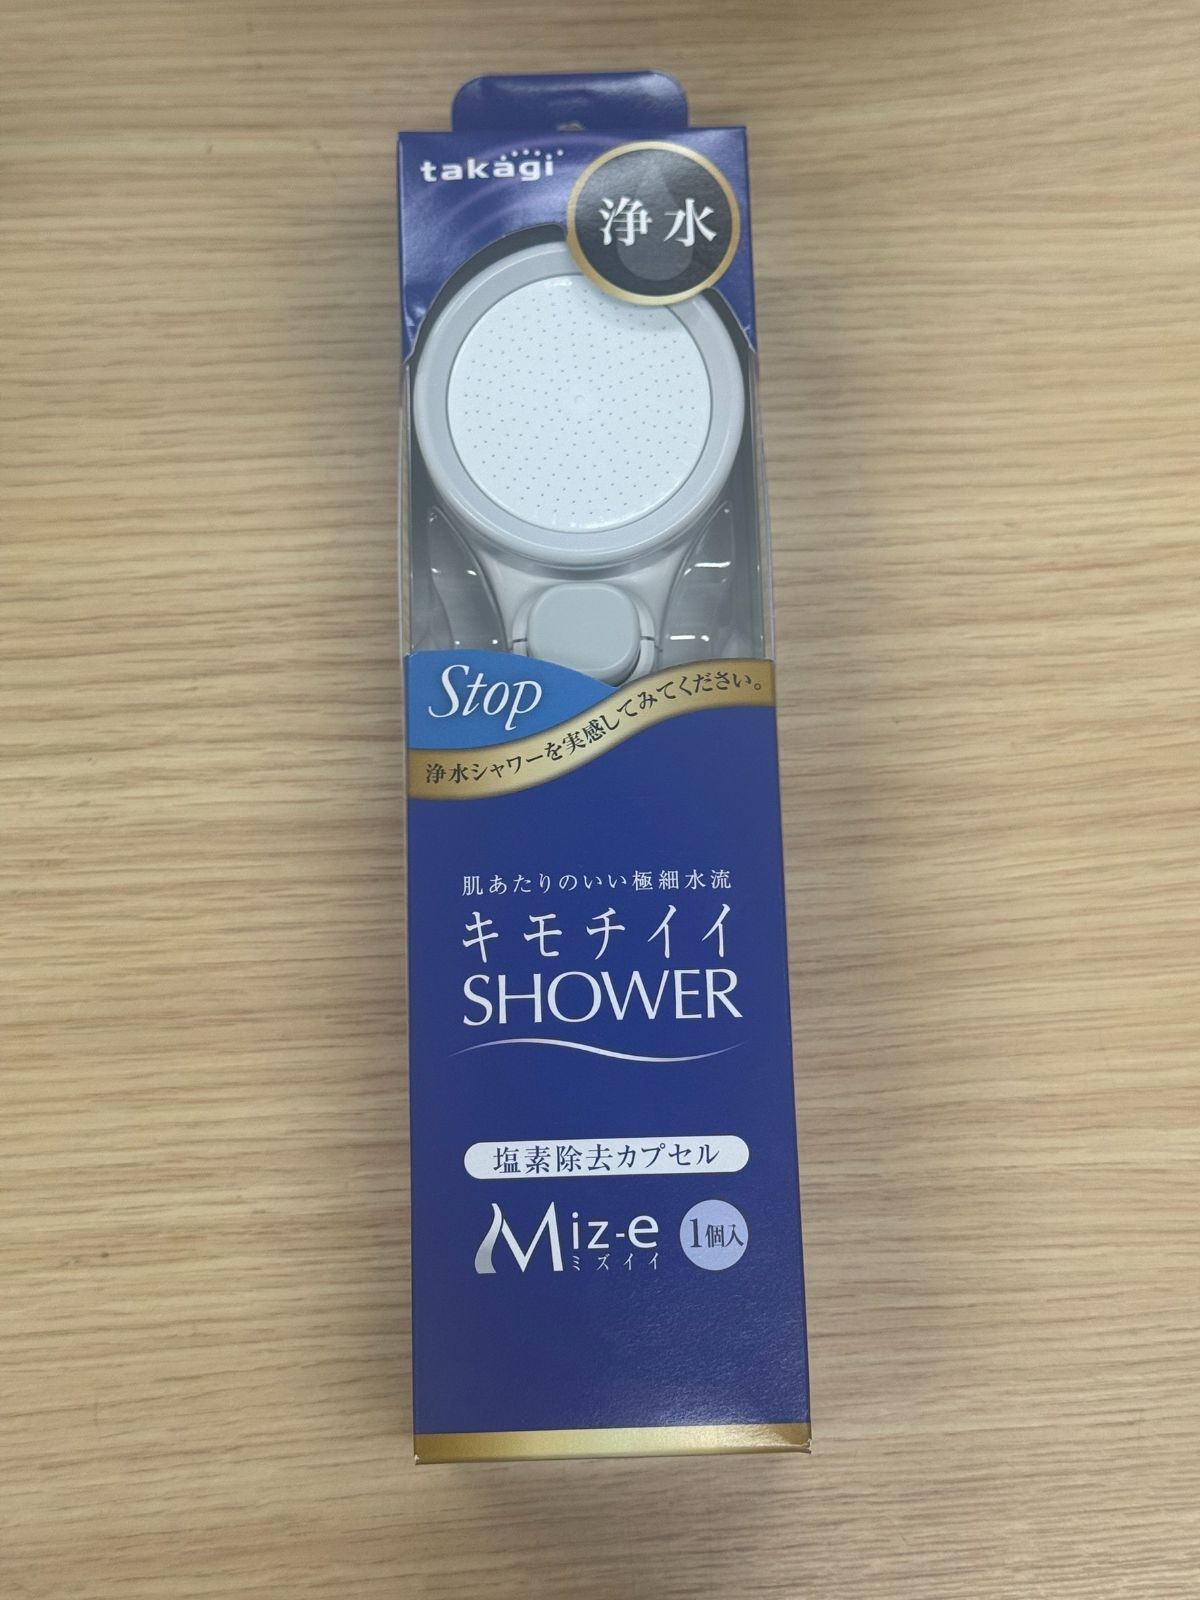 takagi
浄水
Stop
浄水シャワーを実感してみてください。
肌あたりのいい極細水流
キモチイイ
SHOWER
塩素除去カプセル
Miz-e
ミズイイ
1個入